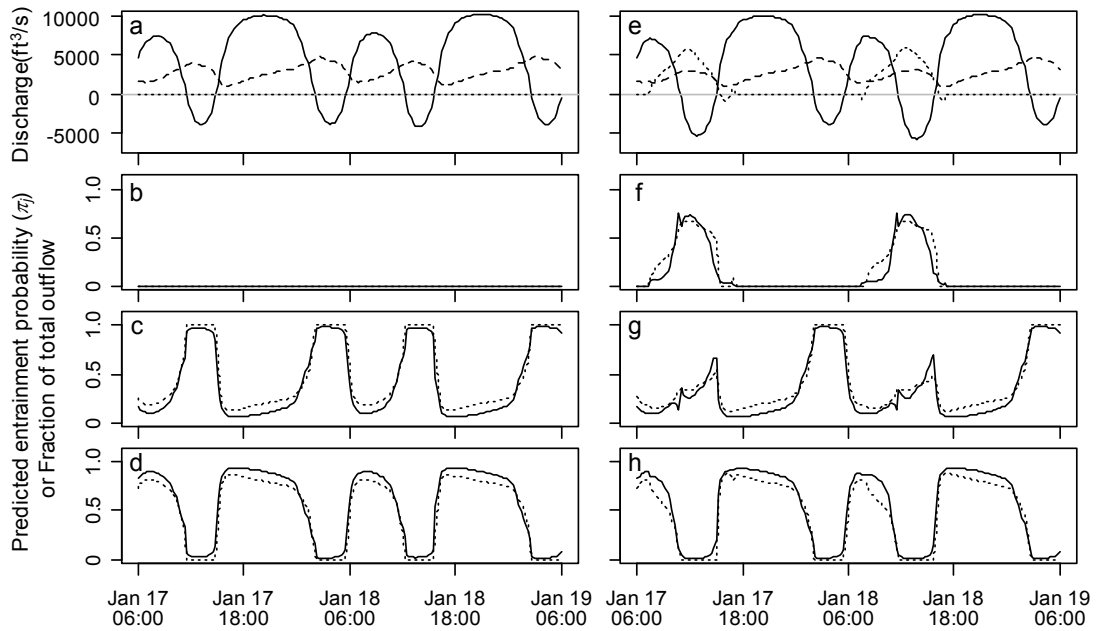 Discharge(ft³/s)
10000
5000
0
-5000
a
e
Predicted entrainment probability (πⱼ)
or Fraction of total outflow
1.0
0.5
0
b
f
1.0
0.5
0
c
g
1.0
0.5
0
d
h
Jan 17 Jan 17 Jan 18 Jan 18 Jan 19
06:00 18:00 06:00 18:00 06:00
Jan 17 Jan 17 Jan 18 Jan 18 Jan 19
06:00 18:00 06:00 18:00 06:00